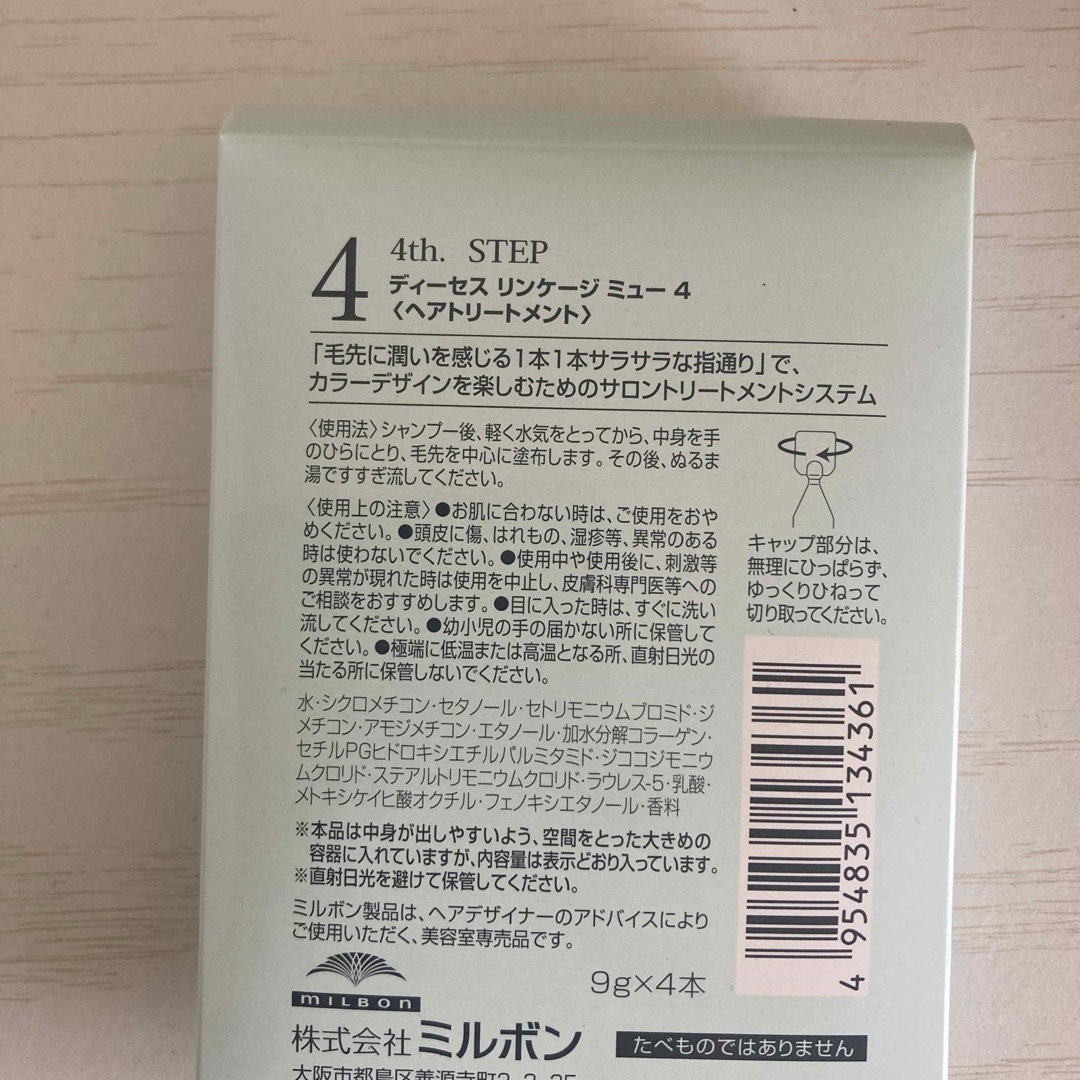 4
4th. STEP
ディーセス リンケージ ミュー 4
〈ヘアトリートメント〉
「毛先に潤いを感じる1本1本サラサラな指通り」で、
カラーデザインを楽しむためのサロントリートメントシステム
〈使用法〉シャンプー後、軽く水気をとってから、中身を手
のひらにとり、毛先を中心に塗布します。その後、ぬるま
湯ですすぎ流してください。
〈使用上の注意〉●お肌に合わない時は、ご使用をおや
めください。●頭皮に傷、はれもの、湿疹等、異常のある
時は使わないでください。●使用中や使用後に、刺激等
の異常が現れた時は使用を中止し、皮膚科専門医等への
ご相談をおすすめします。●目に入った時は、すぐに洗い
流してください。●幼小児の手の届かない所に保管して
ください。●極端に低温または高温となる所、直射日光の
当たる所に保管しないでください。
キャップ部分は、
無理にひっぱらず、
ゆっくりひねって
切り取ってください。
水・シクロメチコン・セタノール・セトリモニウムブロミド・ジ
メチコン・アモジメチコン・エタノール・加水分解コラーゲン・
セチルPGヒドロキシエチルパルミタミド・ジココジモニウ
ムクロリド・ステアルトリモニウムクロリド・ラウレス-5・乳酸・
メトキシケイヒ酸オクチル・フェノキシエタノール・香料
※本品は中身が出しやすいよう、空間をとった大きめの
容器に入れていますが、内容量は表示どおり入っています。
※直射日光を避けて保管してください。
ミルボン製品は、ヘアデザイナーのアドバイスにより
ご使用いただく、美容室専売品です。
9g×4本
4 954835 134361
MILBON
株式会社 ミルボン
たべものではありません
大阪市都島区善源寺町2-3-35